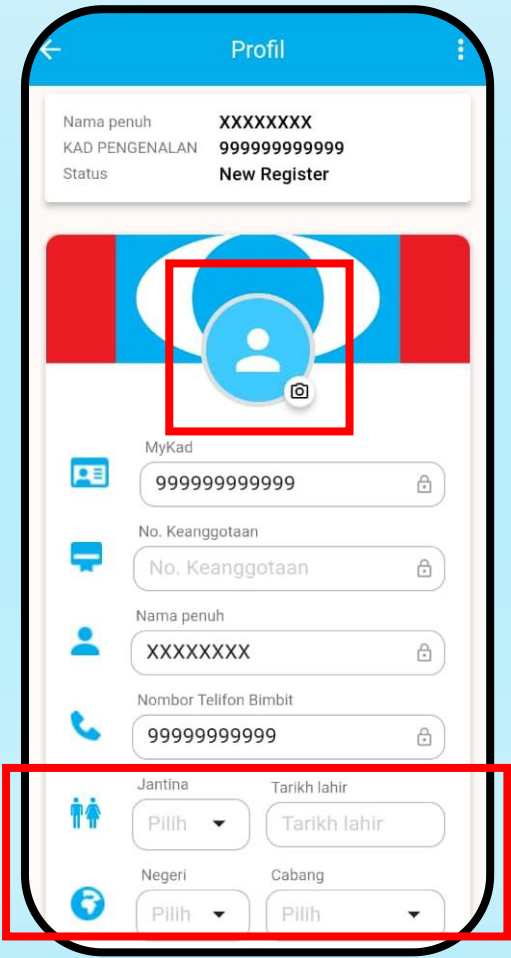 Profil
Nama penuh XXXXXXXX
KAD PENGENALAN 999999999999
Status New Register
MyKad
999999999999
No. Keanggotaan
No. Keanggotaan
Nama penuh
XXXXXXXX
Nombor Telifon Bimbit
99999999999
Jantina Tarikh lahir
Pilih Tarikh lahir
Negeri Cabang
Pilih Pilih